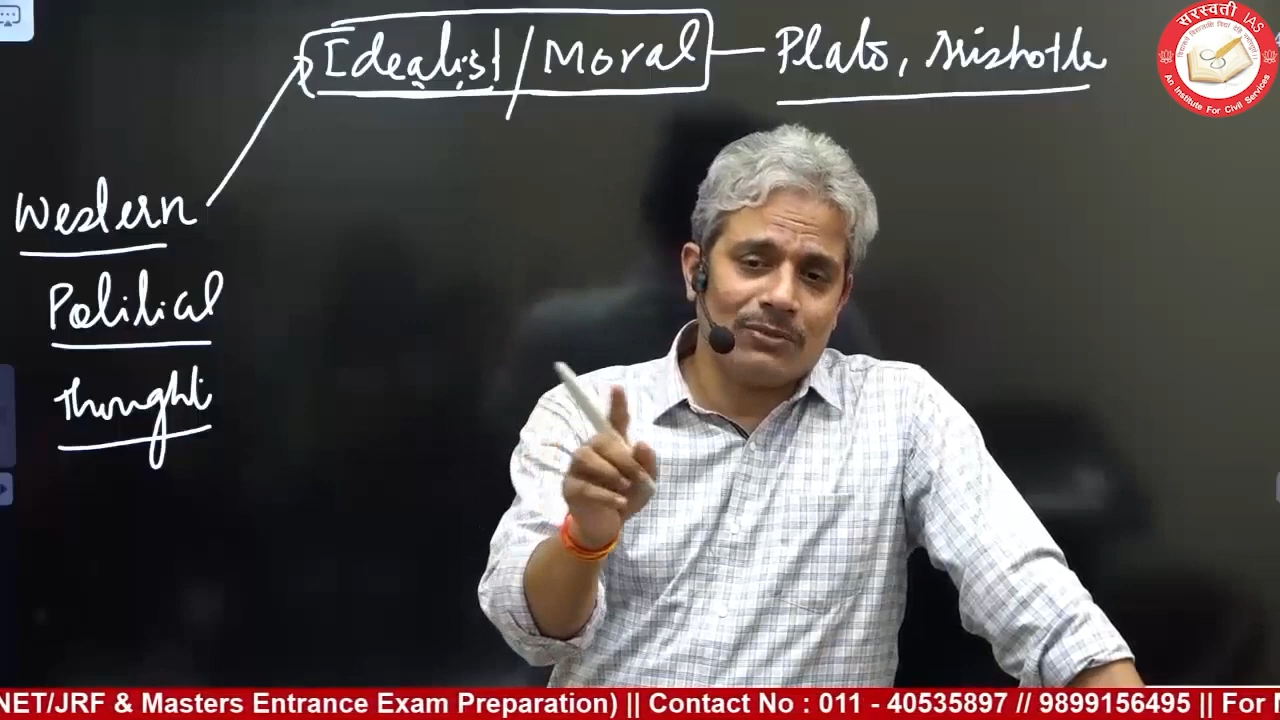 Idealist / Moral — Plato, Aristotle
Western
Political
Thought
सरस्वती IAS
An Institute For Civil Services
NET/JRF & Masters Entrance Exam Preparation) || Contact No : 011 - 40535897 // 9899156495 || For